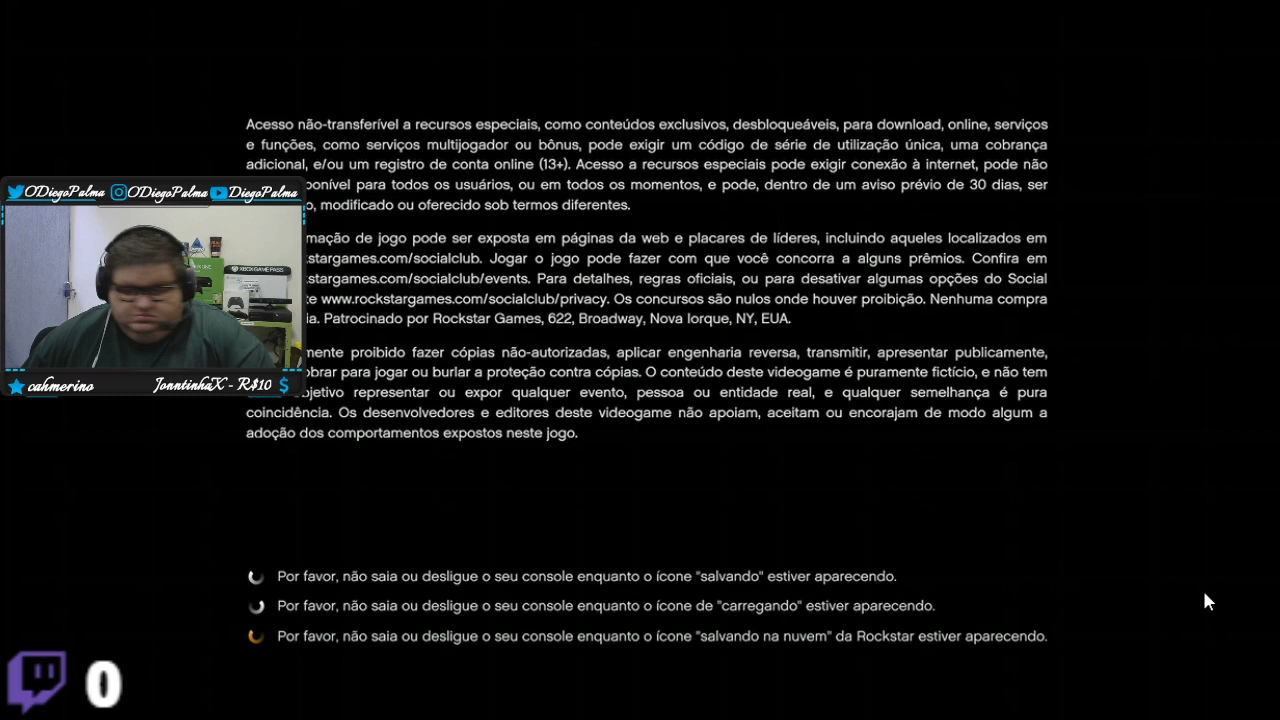 Acesso não-transferível a recursos especiais, como conteúdos exclusivos, desbloqueáveis, para download, online, serviços
e funções, como serviços multijogador ou bônus, pode exigir um código de série de utilização única, uma cobrança
adicional, e/ou um registro de conta online (13+). Acesso a recursos especiais pode exigir conexão à internet, pode não
ponível para todos os usuários, ou em todos os momentos, e pode, dentro de um aviso prévio de 30 dias, ser
o, modificado ou oferecido sob termos diferentes.
ODiegoPalma ODiegoPalma DiegoPalma
mação de jogo pode ser exposta em páginas da web e placares de líderes, incluindo aqueles localizados em
stargames.com/socialclub. Jogar o jogo pode fazer com que você concorra a alguns prêmios. Confira em
stargames.com/socialclub/events. Para detalhes, regras oficiais, ou para desativar algumas opções do Social
te www.rockstargames.com/socialclub/privacy. Os concursos são nulos onde houver proibição. Nenhuma compra
ia. Patrocinado por Rockstar Games, 622, Broadway, Nova Iorque, NY, EUA.
XBOX GAME PASS
mente proibido fazer cópias não-autorizadas, aplicar engenharia reversa, transmitir, apresentar publicamente,
obrar para jogar ou burlar a proteção contra cópias. O conteúdo deste videogame é puramente fictício, e não tem
objetivo representar ou expor qualquer evento, pessoa ou entidade real, e qualquer semelhança é pura
coincidência. Os desenvolvedores e editores deste videogame não apoiam, aceitam ou encorajam de modo algum a
adoção dos comportamentos expostos neste jogo.
cahmerino JonntinhaX - R$10 $
Por favor, não saia ou desligue o seu console enquanto o ícone "salvando" estiver aparecendo.
Por favor, não saia ou desligue o seu console enquanto o ícone de "carregando" estiver aparecendo.
Por favor, não saia ou desligue o seu console enquanto o ícone "salvando na nuvem" da Rockstar estiver aparecendo.
0